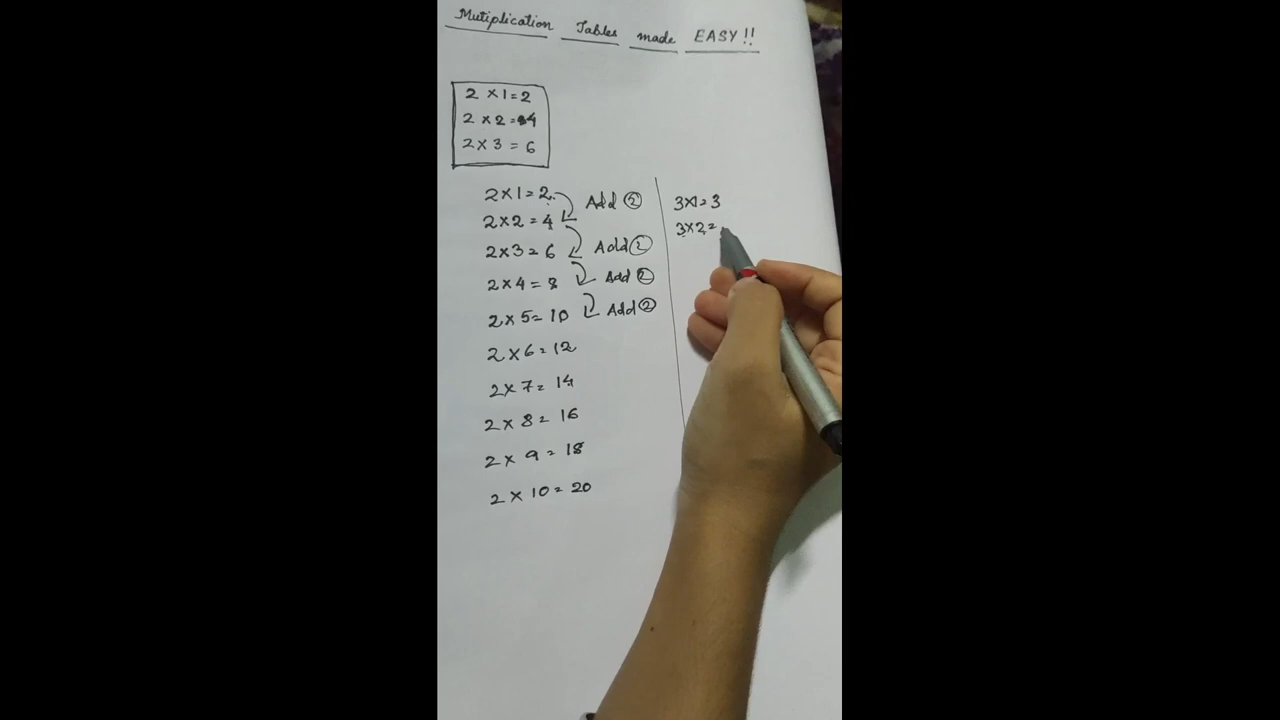 Mutiplication Tables made EASY!!
2 × 1 = 2
2 × 2 = 4
2 × 3 = 6
2 × 1 = 2 Add ②
2 × 2 = 4
2 × 3 = 6 Add ②
2 × 4 = 8 Add ②
2 × 5 = 10 Add ②
2 × 6 = 12
2 × 7 = 14
2 × 8 = 16
2 × 9 = 18
2 × 10 = 20
3×1=3
3×2=